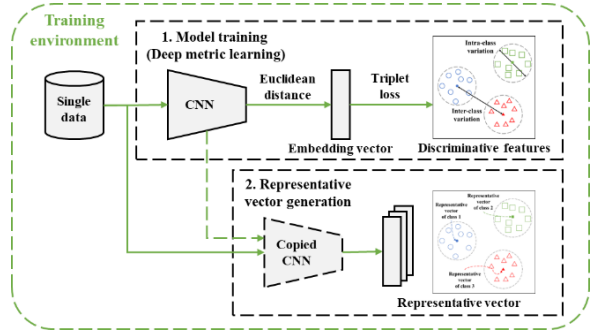 Training
environment
1. Model training
(Deep metric learning)
Single
data
CNN
Euclidean
distance
Triplet
loss
Embedding vector
Intra-class
variation
Inter-class
variation
Discriminative features
2. Representative
vector generation
Copied
CNN
Representative
vector
of class 1
Representative
vector
of class 2
Representative
vector
of class 3
Representative vector